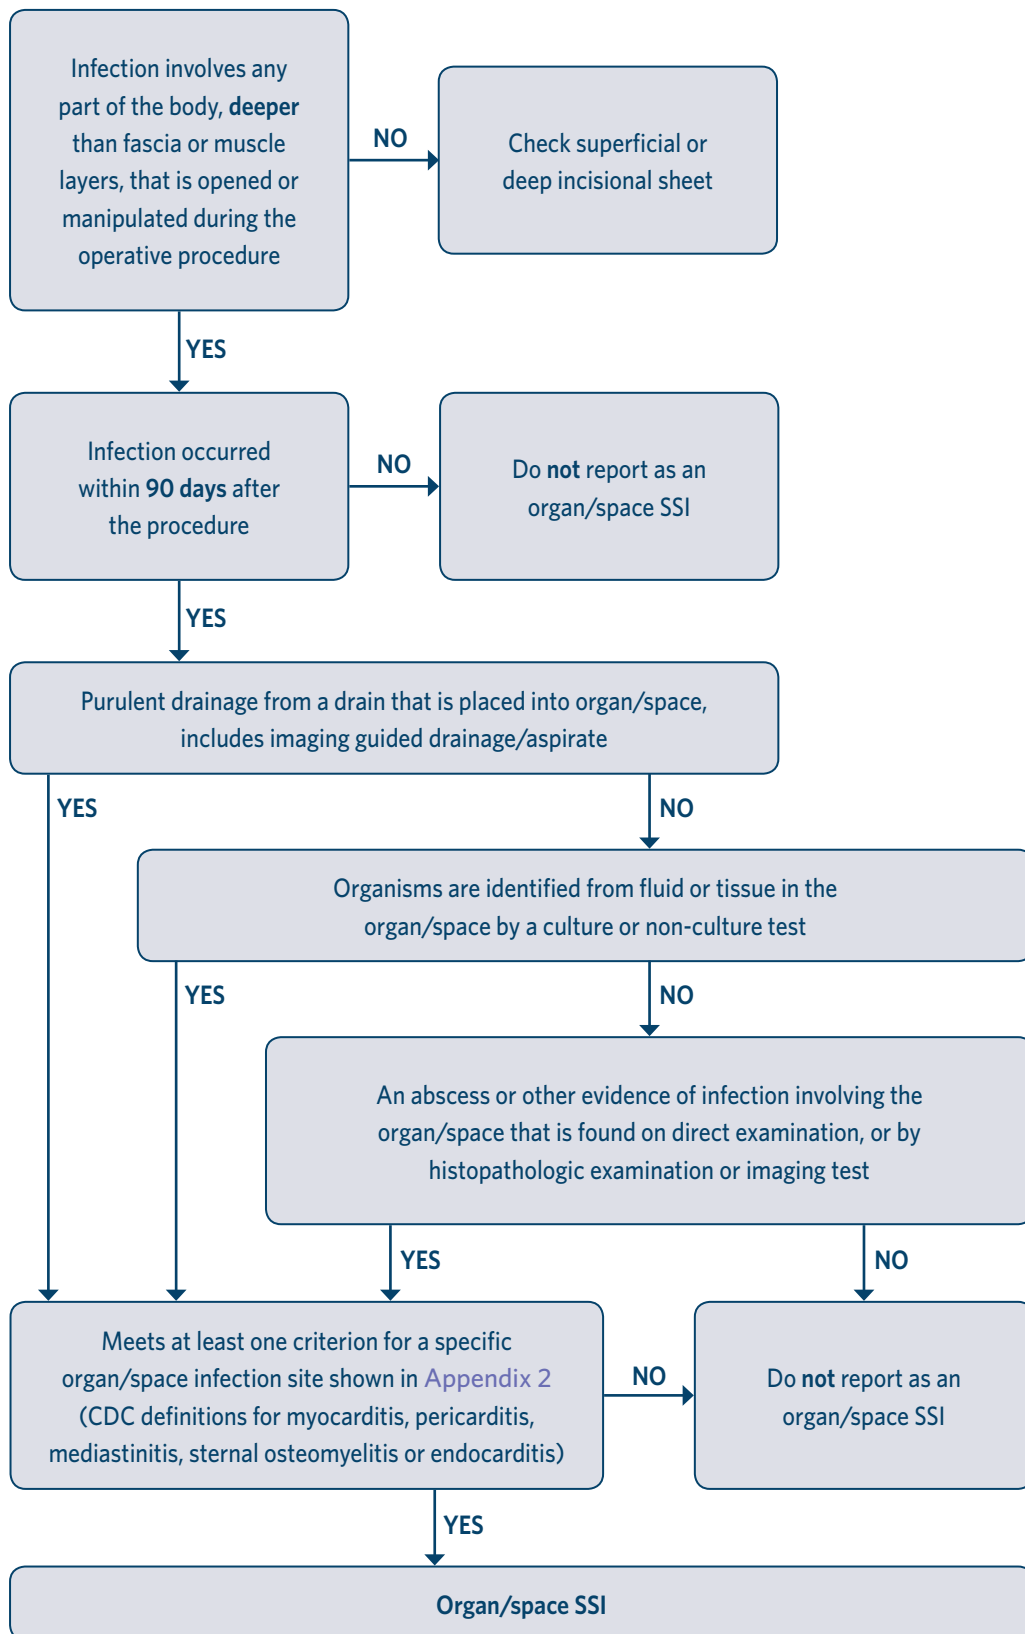 Infection involves any
part of the body, deeper
than fascia or muscle
layers, that is opened or
manipulated during the
operative procedure
NO
Check superficial or
deep incisional sheet
YES
Infection occurred
within 90 days after
the procedure
NO
Do not report as an
organ/space SSI
YES
Purulent drainage from a drain that is placed into organ/space,
includes imaging guided drainage/aspirate
YES
NO
Organisms are identified from fluid or tissue in the
organ/space by a culture or non-culture test
YES
NO
An abscess or other evidence of infection involving the
organ/space that is found on direct examination, or by
histopathologic examination or imaging test
YES
NO
Meets at least one criterion for a specific
organ/space infection site shown in Appendix 2
(CDC definitions for myocarditis, pericarditis,
mediastinitis, sternal osteomyelitis or endocarditis)
NO
Do not report as an
organ/space SSI
YES
Organ/space SSI